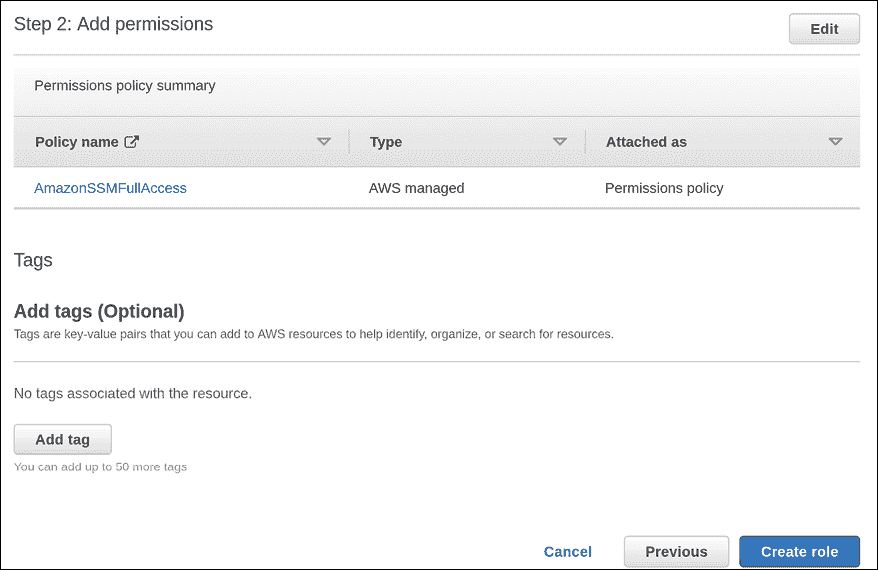 Step 2: Add permissions
Edit
Permissions policy summary
Policy name Type Attached as
AmazonSSMFullAccess AWS managed Permissions policy
Tags
Add tags (Optional)
Tags are key-value pairs that you can add to AWS resources to help identify, organize, or search for resources.
No tags associated with the resource.
Add tag
You can add up to 50 more tags
Cancel Previous Create role